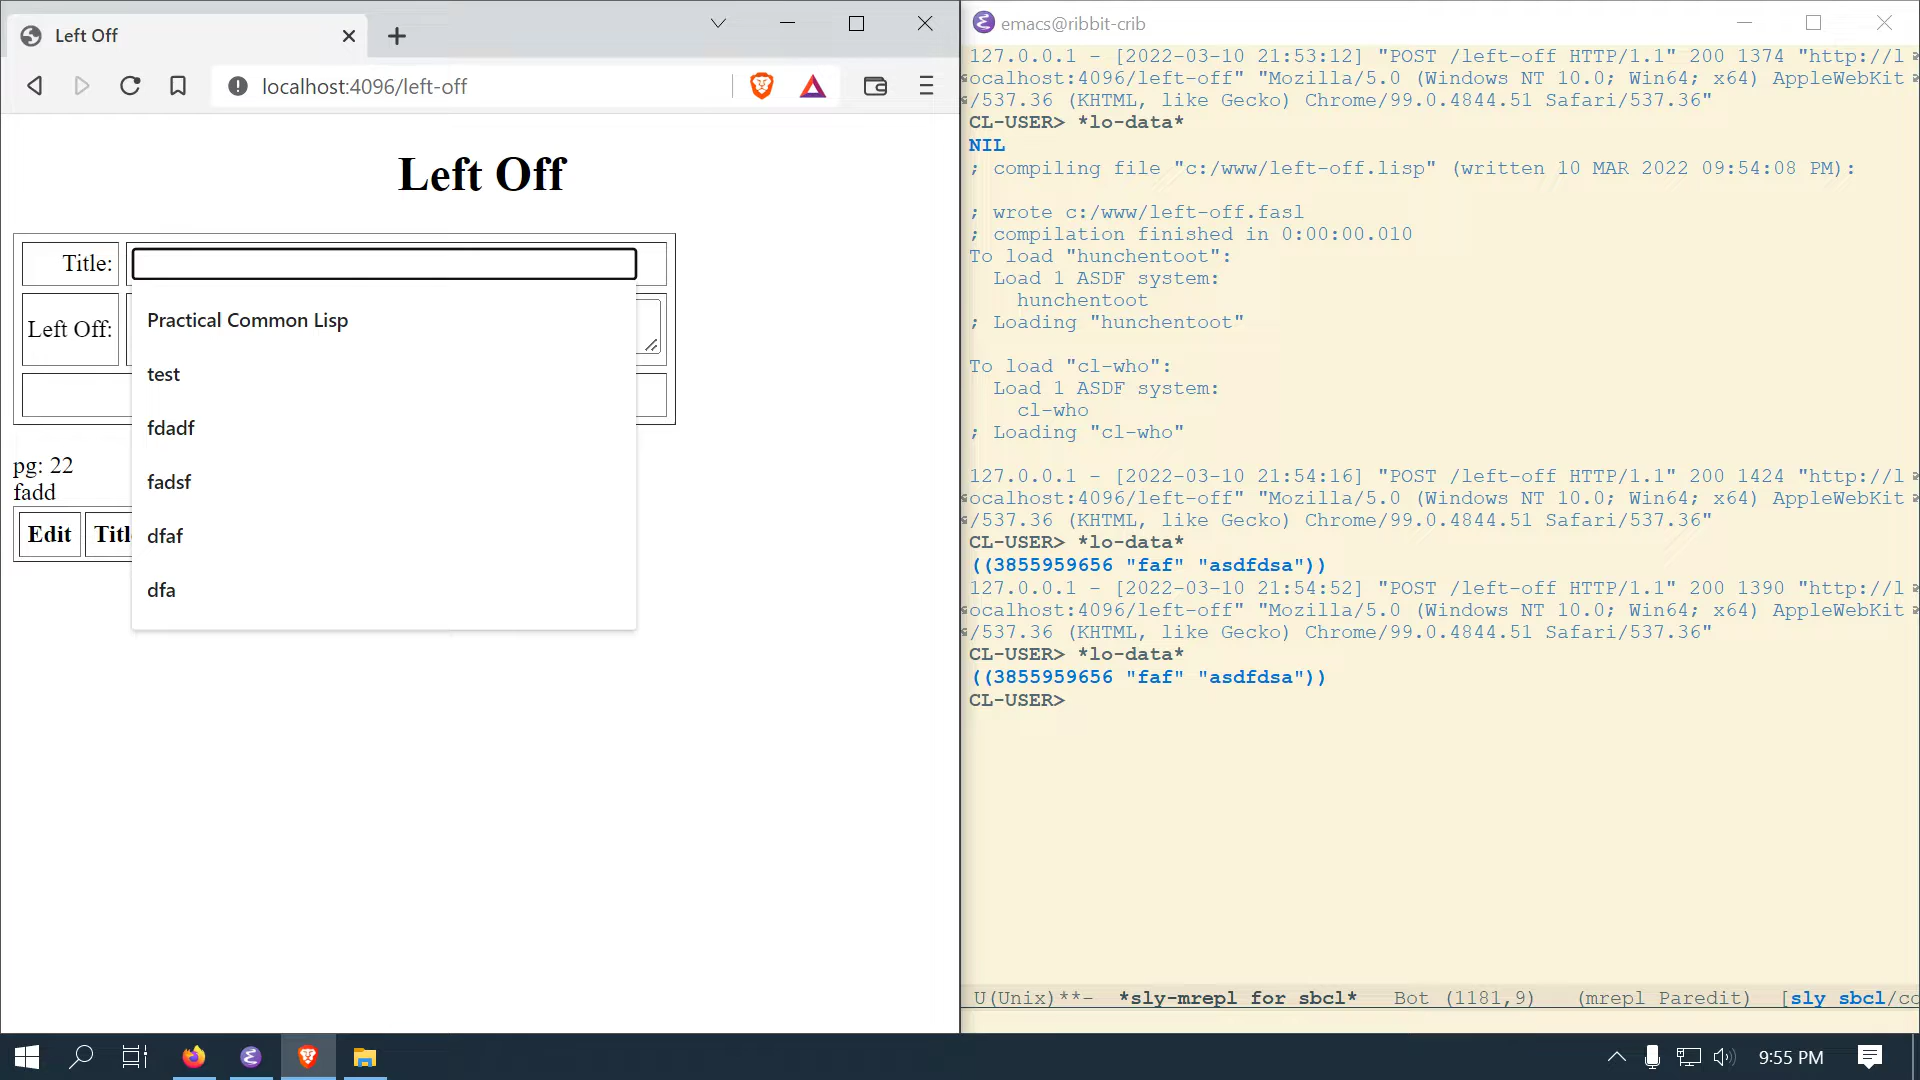 Left Off
localhost:4096/left-off
Left Off
Title:
Practical Common Lisp
test
Left Off:
fdadf
fadsf
dfaf
dfa
pg: 22
fadd
Edit
emacs@ribbit-crib
127.0.0.1 - [2022-03-10 21:53:12] "POST /left-off HTTP/1.1" 200 1374 "http://l
ocalhost:4096/left-off" "Mozilla/5.0 (Windows NT 10.0; Win64; x64) AppleWebKit
/537.36 (KHTML, like Gecko) Chrome/99.0.4844.51 Safari/537.36"
CL-USER> *lo-data*
NIL
; compiling file "c:/www/left-off.lisp" (written 10 MAR 2022 09:54:08 PM):
; wrote c:/www/left-off.fasl
; compilation finished in 0:00:00.010
To load "hunchentoot":
Load 1 ASDF system:
hunchentoot
; Loading "hunchentoot"
To load "cl-who":
Load 1 ASDF system:
cl-who
; Loading "cl-who"
127.0.0.1 - [2022-03-10 21:54:16] "POST /left-off HTTP/1.1" 200 1424 "http://l
ocalhost:4096/left-off" "Mozilla/5.0 (Windows NT 10.0; Win64; x64) AppleWebKit
/537.36 (KHTML, like Gecko) Chrome/99.0.4844.51 Safari/537.36"
CL-USER> *lo-data*
((3855959656 "faf" "asdfdsa"))
127.0.0.1 - [2022-03-10 21:54:52] "POST /left-off HTTP/1.1" 200 1390 "http://l
ocalhost:4096/left-off" "Mozilla/5.0 (Windows NT 10.0; Win64; x64) AppleWebKit
/537.36 (KHTML, like Gecko) Chrome/99.0.4844.51 Safari/537.36"
CL-USER> *lo-data*
((3855959656 "faf" "asdfdsa"))
CL-USER>
U(Unix)**- *sly-mrepl for sbcl* Bot (1181,9) (mrepl Paredit) [sly sbcl/
9:55 PM